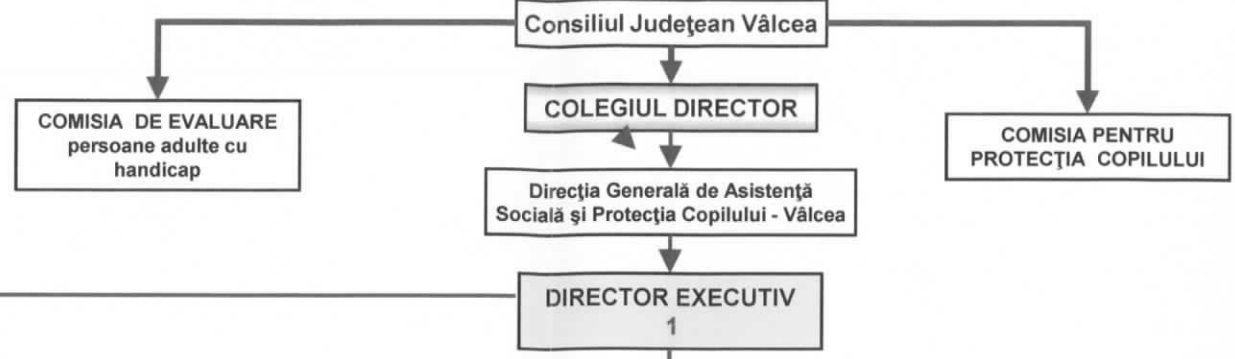 Consiliul Judeţean Vâlcea
COMISIA DE EVALUARE
persoane adulte cu
handicap
COLEGIUL DIRECTOR
COMISIA PENTRU
PROTECŢIA COPILULUI
Direcţia Generală de Asistenţă
Socială şi Protecţia Copilului - Vâlcea
DIRECTOR EXECUTIV
1